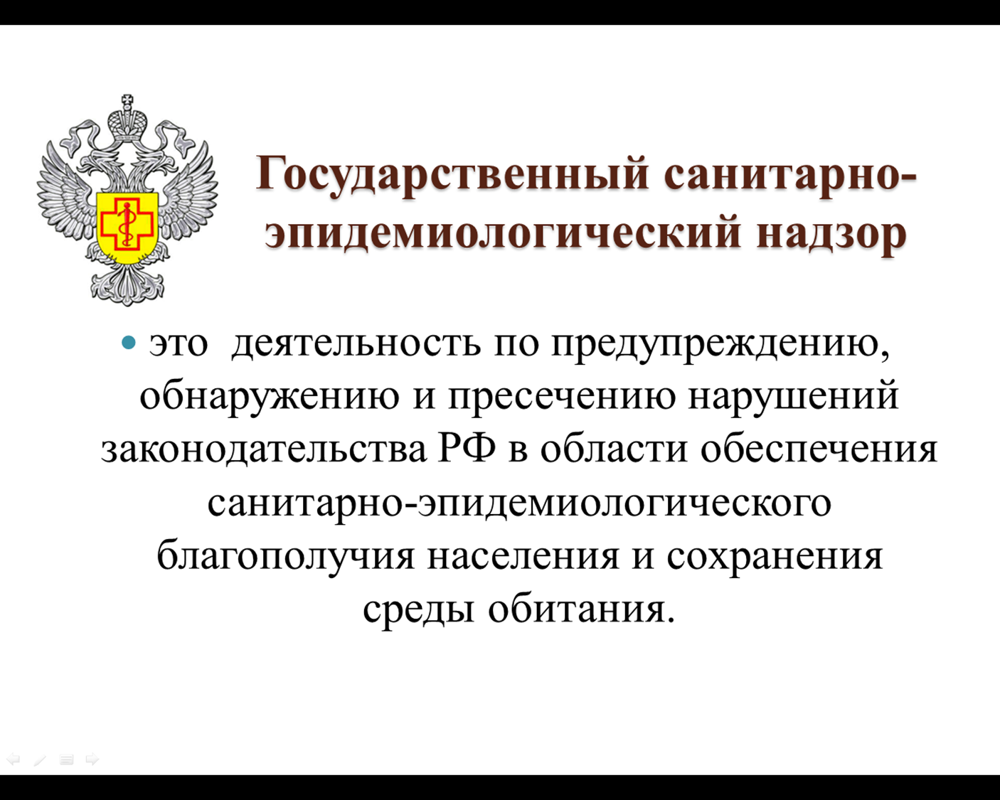 Государственный санитарно-
эпидемиологический надзор
• это  деятельность по предупреждению,
обнаружению и пресечению нарушений
законодательства РФ в области обеспечения
санитарно-эпидемиологического
благополучия населения и сохранения
среды обитания.